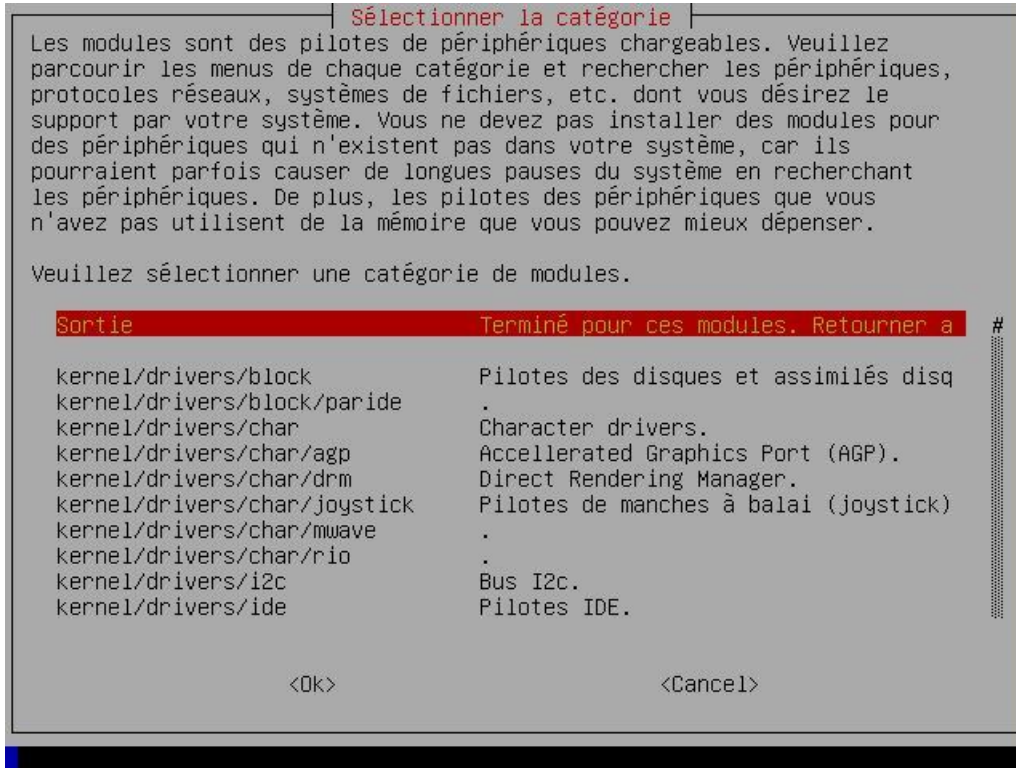 Sélectionner la catégorie
Les modules sont des pilotes de périphériques chargeables. Veuillez
parcourir les menus de chaque catégorie et rechercher les périphériques,
protocoles réseaux, systèmes de fichiers, etc. dont vous désirez le
support par votre système. Vous ne devez pas installer des modules pour
des périphériques qui n'existent pas dans votre système, car ils
pourraient parfois causer de longues pauses du système en recherchant
les périphériques. De plus, les pilotes des périphériques que vous
n'avez pas utilisent de la mémoire que vous pouvez mieux dépenser.
Veuillez sélectionner une catégorie de modules.
Sortie Terminé pour ces modules. Retourner a #
kernel/drivers/block Pilotes des disques et assimilés disq
kernel/drivers/block/paride .
kernel/drivers/char Character drivers.
kernel/drivers/char/agp Accellerated Graphics Port (AGP).
kernel/drivers/char/drm Direct Rendering Manager.
kernel/drivers/char/joystick Pilotes de manches à balai (joystick)
kernel/drivers/char/mwave .
kernel/drivers/char/rio .
kernel/drivers/i2c Bus I2c.
kernel/drivers/ide Pilotes IDE.
<Ok> <Cancel>